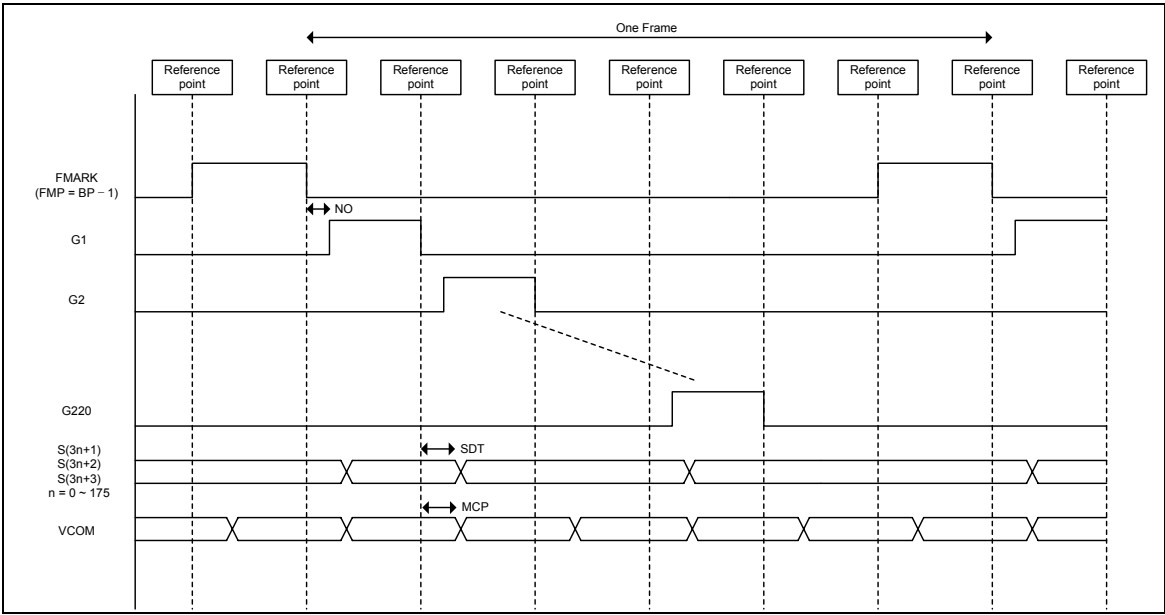 One Frame
Reference
point
Reference
point
Reference
point
Reference
point
Reference
point
Reference
point
Reference
point
Reference
point
Reference
point
FMARK
(FMP = BP − 1)
NO
G1
G2
G220
S(3n+1)
S(3n+2)
S(3n+3)
n = 0 ~ 175
SDT
MCP
VCOM